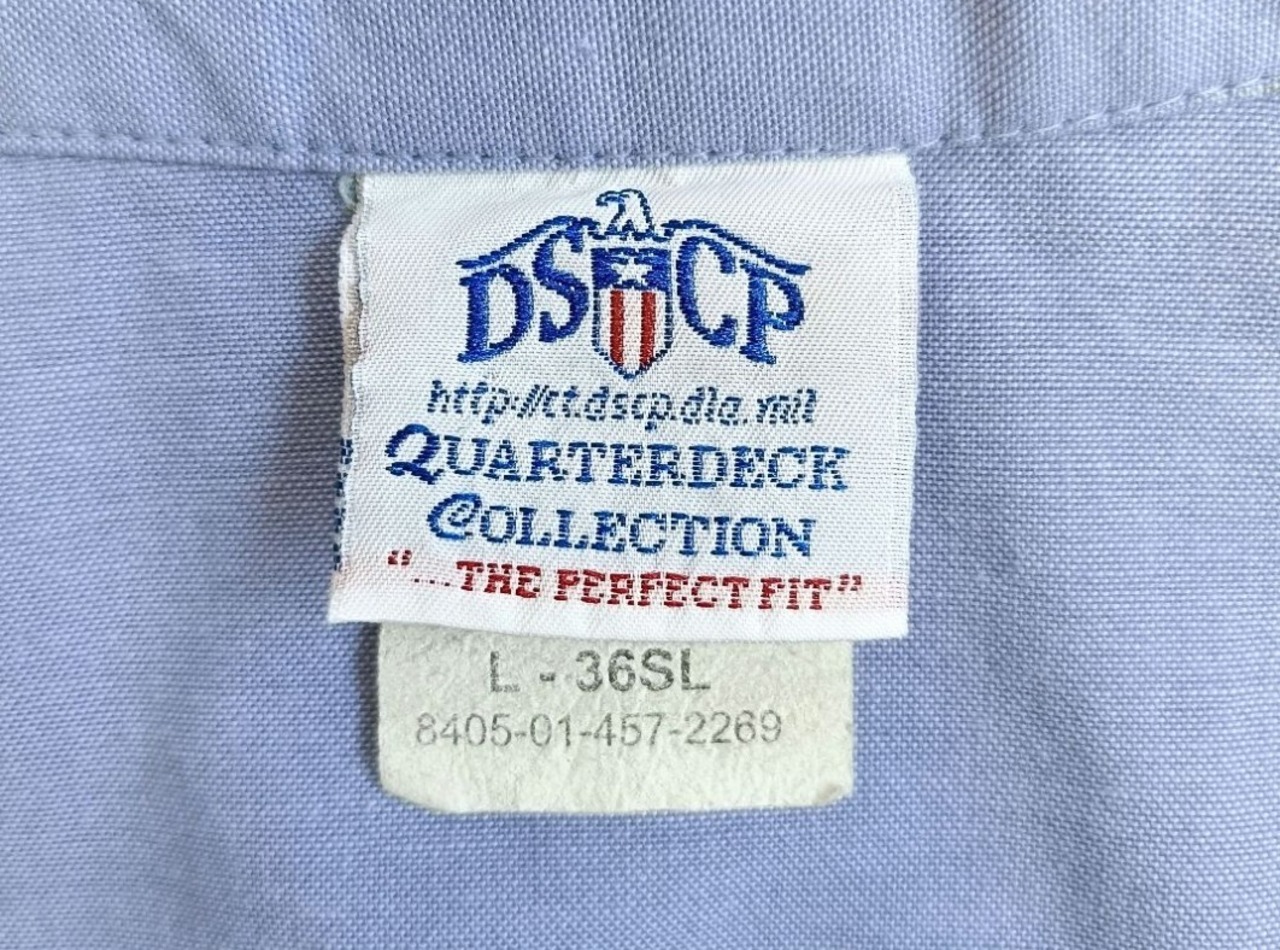 DSCP
http://ct.dscp.dla.mil
QUARTERDECK
COLLECTION
"...THE PERFECT FIT"
L - 36SL
8405-01-457-2269